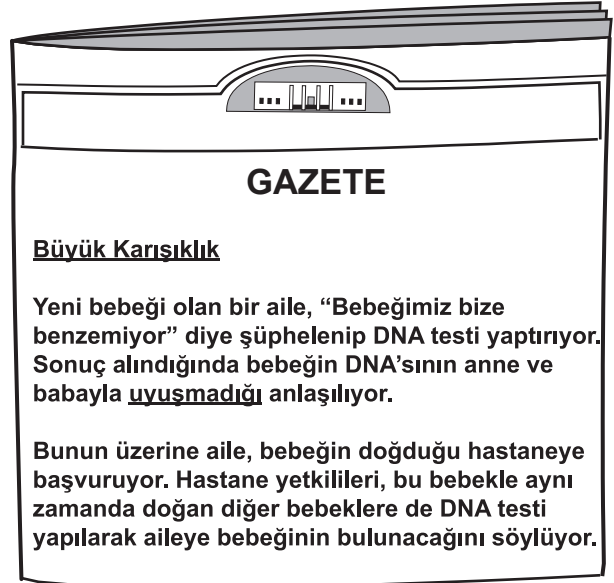 GAZETE
Büyük Karışıklık
Yeni bebeği olan bir aile, “Bebeğimiz bize
benzemiyor” diye şüphelenip DNA testi yaptırıyor.
Sonuç alındığında bebeğin DNA’sının anne ve
babayla uyuşmadığı anlaşılıyor.
Bunun üzerine aile, bebeğin doğduğu hastaneye
başvuruyor. Hastane yetkilileri, bu bebekle aynı
zamanda doğan diğer bebeklere de DNA testi
yapılarak aileye bebeğinin bulunacağını söylüyor.